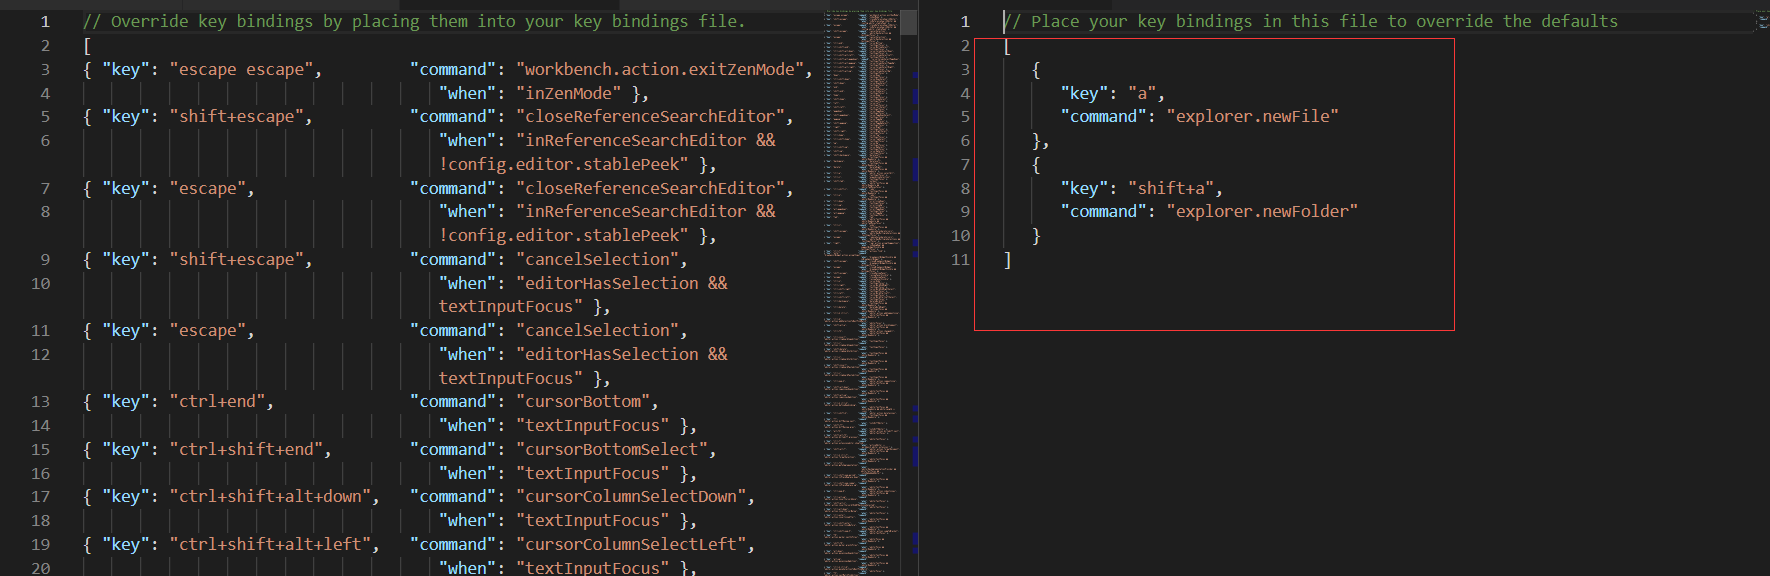 1 // Override key bindings by placing them into your key bindings file.
2 [
3 { "key": "escape escape", "command": "workbench.action.exitZenMode",
4 "when": "inZenMode" },
5 { "key": "shift+escape", "command": "closeReferenceSearchEditor",
6 "when": "inReferenceSearchEditor &&
!config.editor.stablePeek" },
7 { "key": "escape", "command": "closeReferenceSearchEditor",
8 "when": "inReferenceSearchEditor &&
!config.editor.stablePeek" },
9 { "key": "shift+escape", "command": "cancelSelection",
10 "when": "editorHasSelection &&
textInputFocus" },
11 { "key": "escape", "command": "cancelSelection",
12 "when": "editorHasSelection &&
textInputFocus" },
13 { "key": "ctrl+end", "command": "cursorBottom",
14 "when": "textInputFocus" },
15 { "key": "ctrl+shift+end", "command": "cursorBottomSelect",
16 "when": "textInputFocus" },
17 { "key": "ctrl+shift+alt+down", "command": "cursorColumnSelectDown",
18 "when": "textInputFocus" },
19 { "key": "ctrl+shift+alt+left", "command": "cursorColumnSelectLeft",
20 "when": "textInputFocus" },
1 // Place your key bindings in this file to override the defaults
2 [
3 {
4 "key": "a",
5 "command": "explorer.newFile"
6 },
7 {
8 "key": "shift+a",
9 "command": "explorer.newFolder"
10 }
11 ]